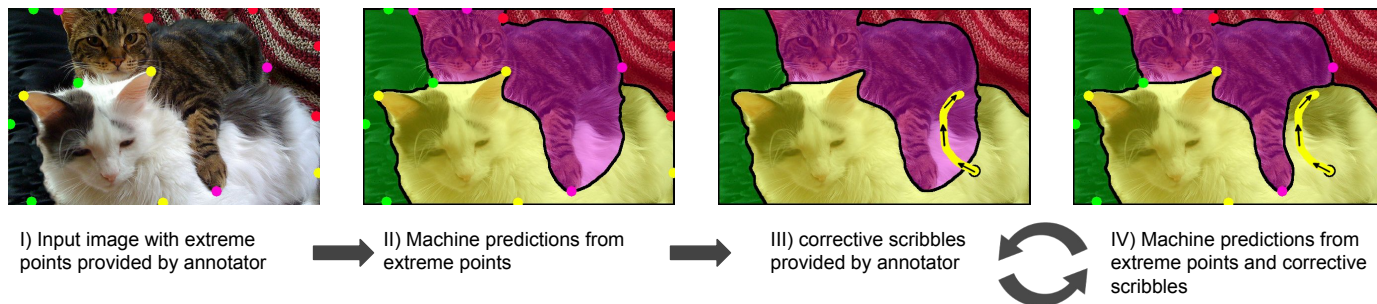 I) Input image with extreme
points provided by annotator
II) Machine predictions from
extreme points
III) corrective scribbles
provided by annotator
IV) Machine predictions from
extreme points and corrective
scribbles